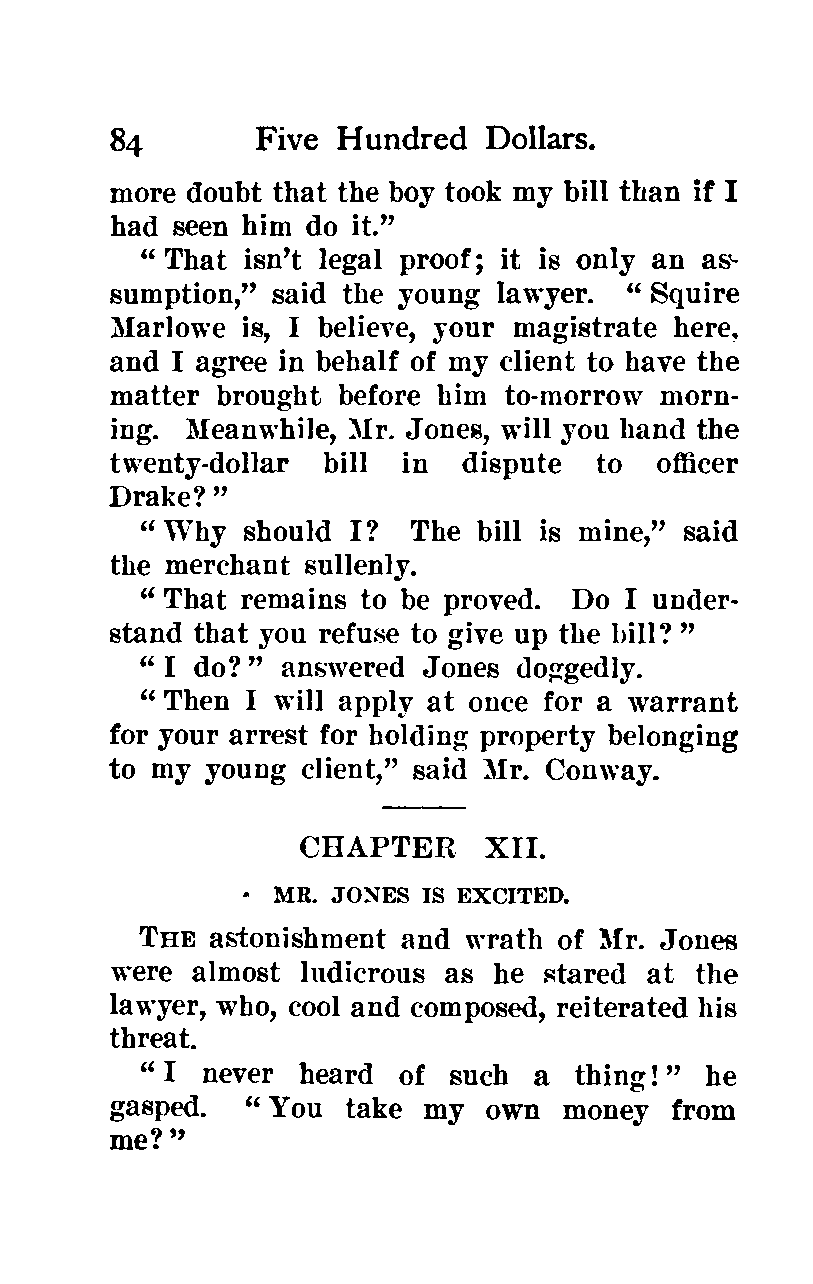 84 Five Hundred Dollars.
more doubt that the boy took my bill than if I
had seen him do it.”
“ That isn’t legal proof; it is only an as-
sumption,” said the young lawyer. “ Squire
Marlowe is, I believe, your magistrate here,
and I agree in behalf of my client to have the
matter brought before him to-morrow morn-
ing. Meanwhile, Mr. Jones, will you hand the
twenty-dollar bill in dispute to officer
Drake? ”
“ Why should I? The bill is mine,” said
the merchant sullenly.
“ That remains to be proved. Do I under-
stand that you refuse to give up the bill? ”
“ I do? ” answered Jones doggedly.
“ Then I will apply at once for a warrant
for your arrest for holding property belonging
to my young client,” said Mr. Conway.
CHAPTER XII.
MR. JONES IS EXCITED.
THE astonishment and wrath of Mr. Jones
were almost ludicrous as he stared at the
lawyer, who, cool and composed, reiterated his
threat.
“ I never heard of such a thing! ” he
gasped. “ You take my own money from
me? ”